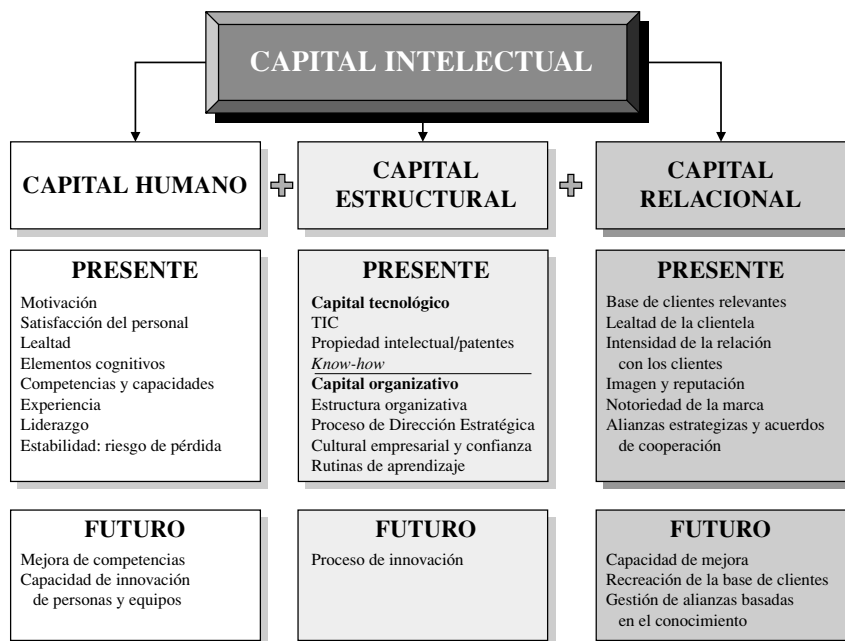 CAPITAL INTELECTUAL
CAPITAL HUMANO
CAPITAL
ESTRUCTURAL
CAPITAL
RELACIONAL
PRESENTE
Motivación
Satisfacción del personal
Lealtad
Elementos cognitivos
Competencias y capacidades
Experiencia
Liderazgo
Estabilidad: riesgo de pérdida
PRESENTE
Capital tecnológico
TIC
Propiedad intelectual/patentes
Know-how
Capital organizativo
Estructura organizativa
Proceso de Dirección Estratégica
Cultural empresarial y confianza
Rutinas de aprendizaje
PRESENTE
Base de clientes relevantes
Lealtad de la clientela
Intensidad de la relación
con los clientes
Imagen y reputación
Notoriedad de la marca
Alianzas estrategizas y acuerdos
de cooperación
FUTURO
Mejora de competencias
Capacidad de innovación
de personas y equipos
FUTURO
Proceso de innovación
FUTURO
Capacidad de mejora
Recreación de la base de clientes
Gestión de alianzas basadas
en el conocimiento